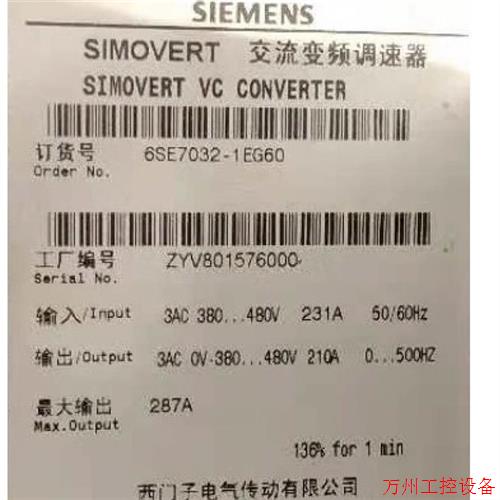 SIEMENS
SIMOVERT 交流变频调速器
SIMOVERT VC CONVERTER
订货号 6SE7032-1EG60
Order No.
工厂编号 ZYV801576000
Serial No.
输入/Input 3AC 380...480V 231A 50/60Hz
输出/Output 3AC 0V-380...480V 210A 0...500HZ
最大输出 287A
Max.Output
136% for 1 min
西门子电气传动有限公司
万州工控设备